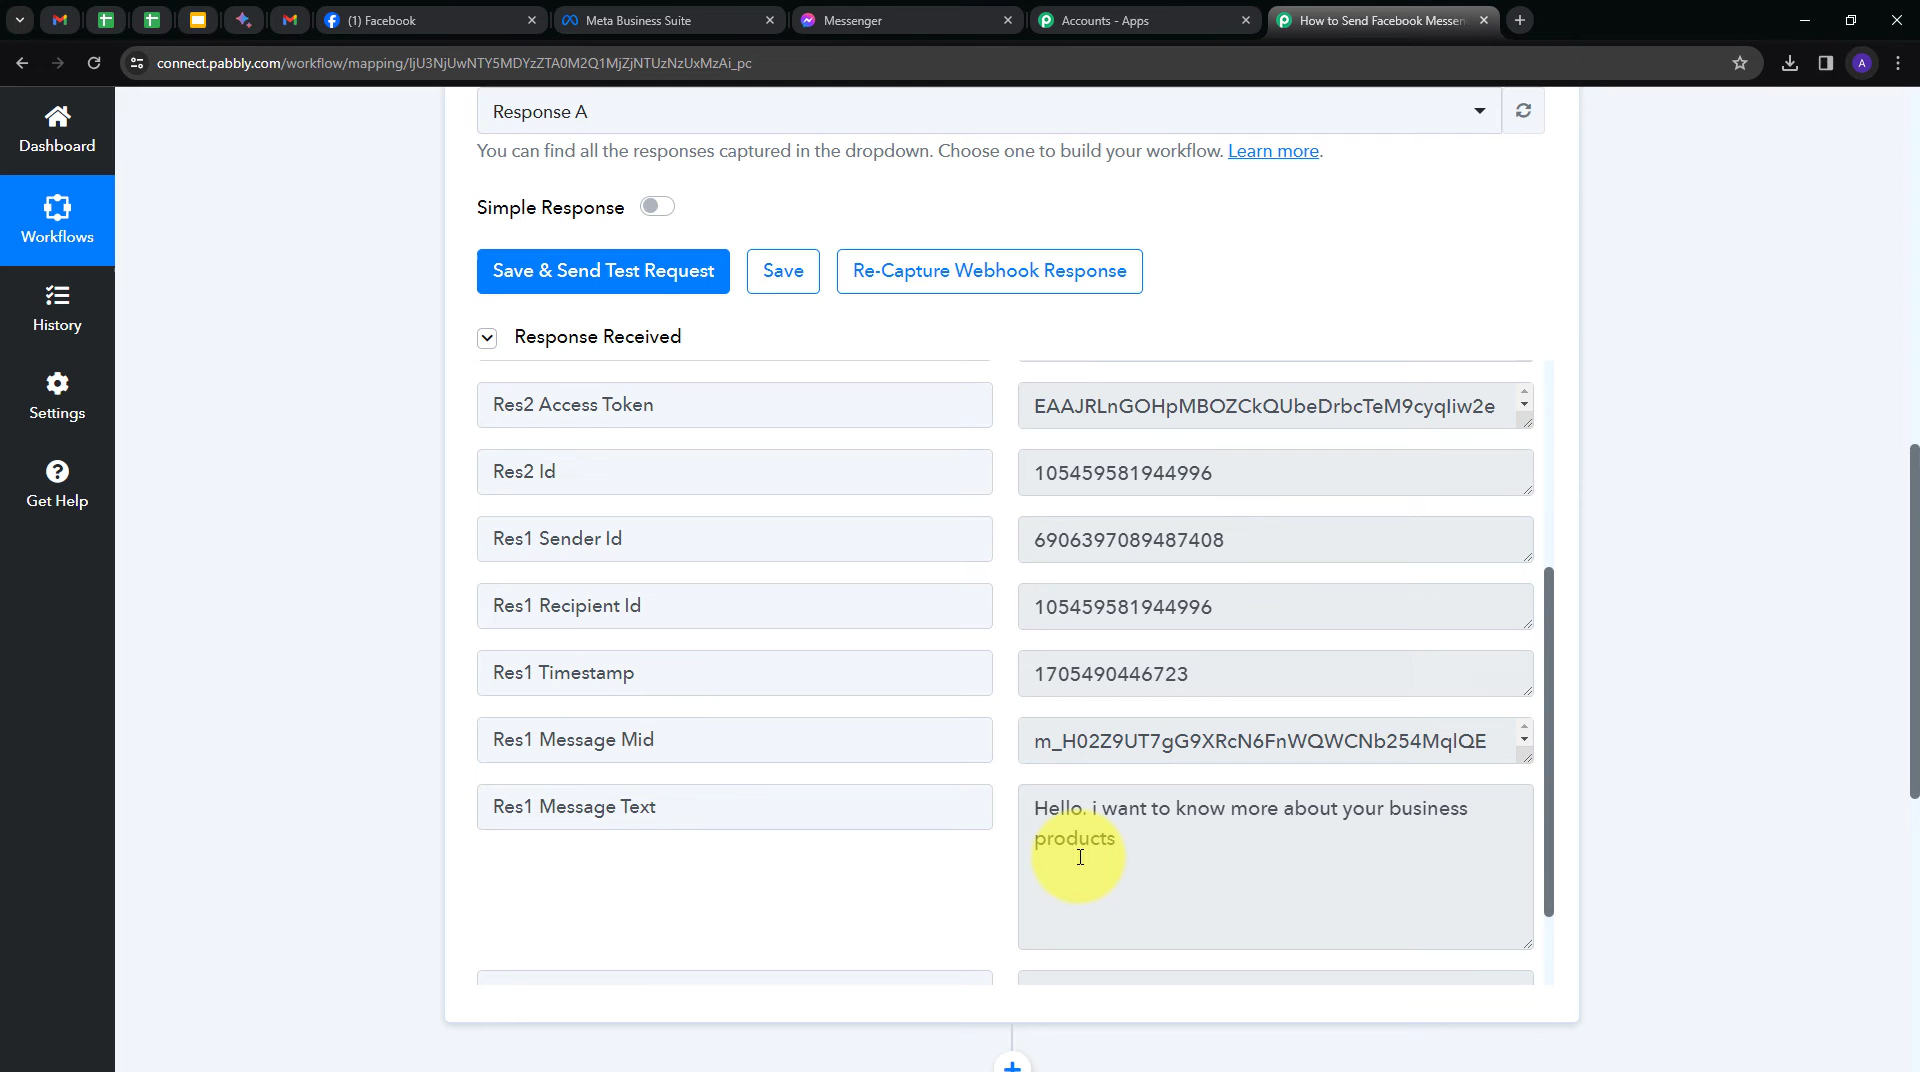 (1) Facebook
Meta Business Suite
Messenger
Accounts - Apps
How to Send Facebook Messen
connect.pabbly.com/workflow/mapping/IjU3NjUwNTY5MDYzZTA0M2Q1MjZjNTUzNzUxMzAi_pc
A
Dashboard
Workflows
History
Settings
Get Help
Response A
You can find all the responses captured in the dropdown. Choose one to build your workflow. Learn more.
Simple Response
Save & Send Test Request
Save
Re-Capture Webhook Response
Response Received
Res2 Access Token
EAAJRLnGOHpMBOZCkQUbeDrbcTeM9cyqliw2e
Res2 Id
105459581944996
Res1 Sender Id
6906397089487408
Res1 Recipient Id
105459581944996
Res1 Timestamp
1705490446723
Res1 Message Mid
m_H02Z9UT7gG9XRcN6FnWQWCNb254MqlQE
Res1 Message Text
Hello. i want to know more about your business
products